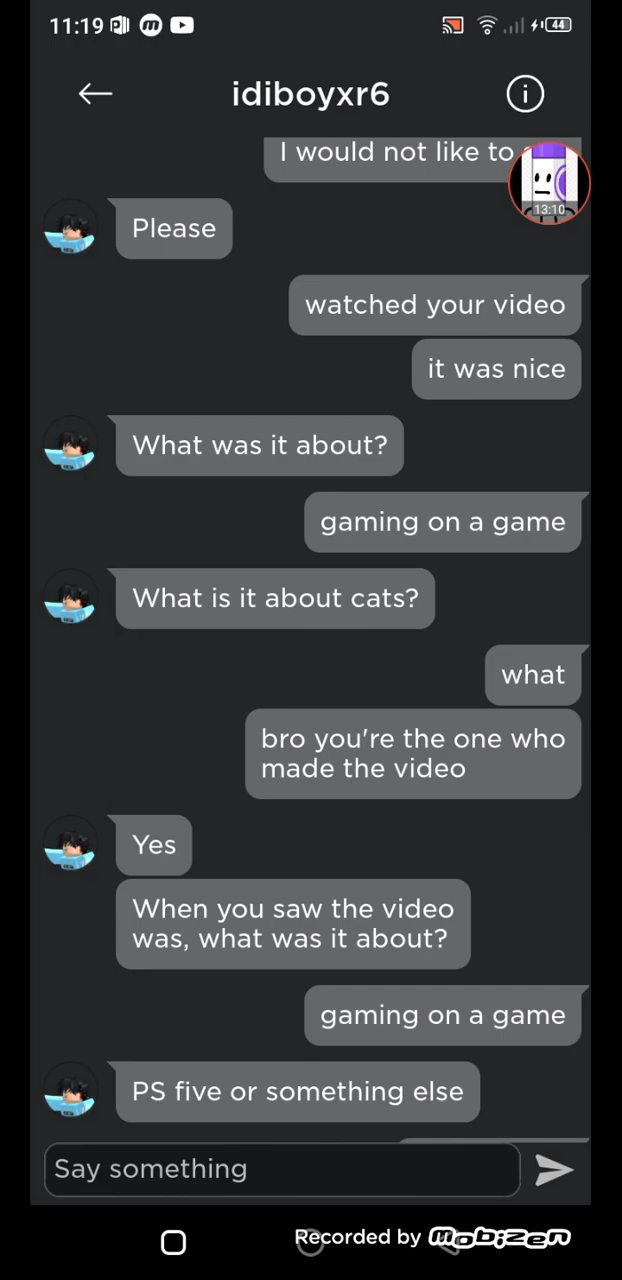 11:19
44
idiboyxr6
I would not like to
13:10
Please
watched your video
it was nice
What was it about?
gaming on a game
What is it about cats?
what
bro you're the one who
made the video
Yes
When you saw the video
was, what was it about?
gaming on a game
PS five or something else
Say something
Recorded by mobizen